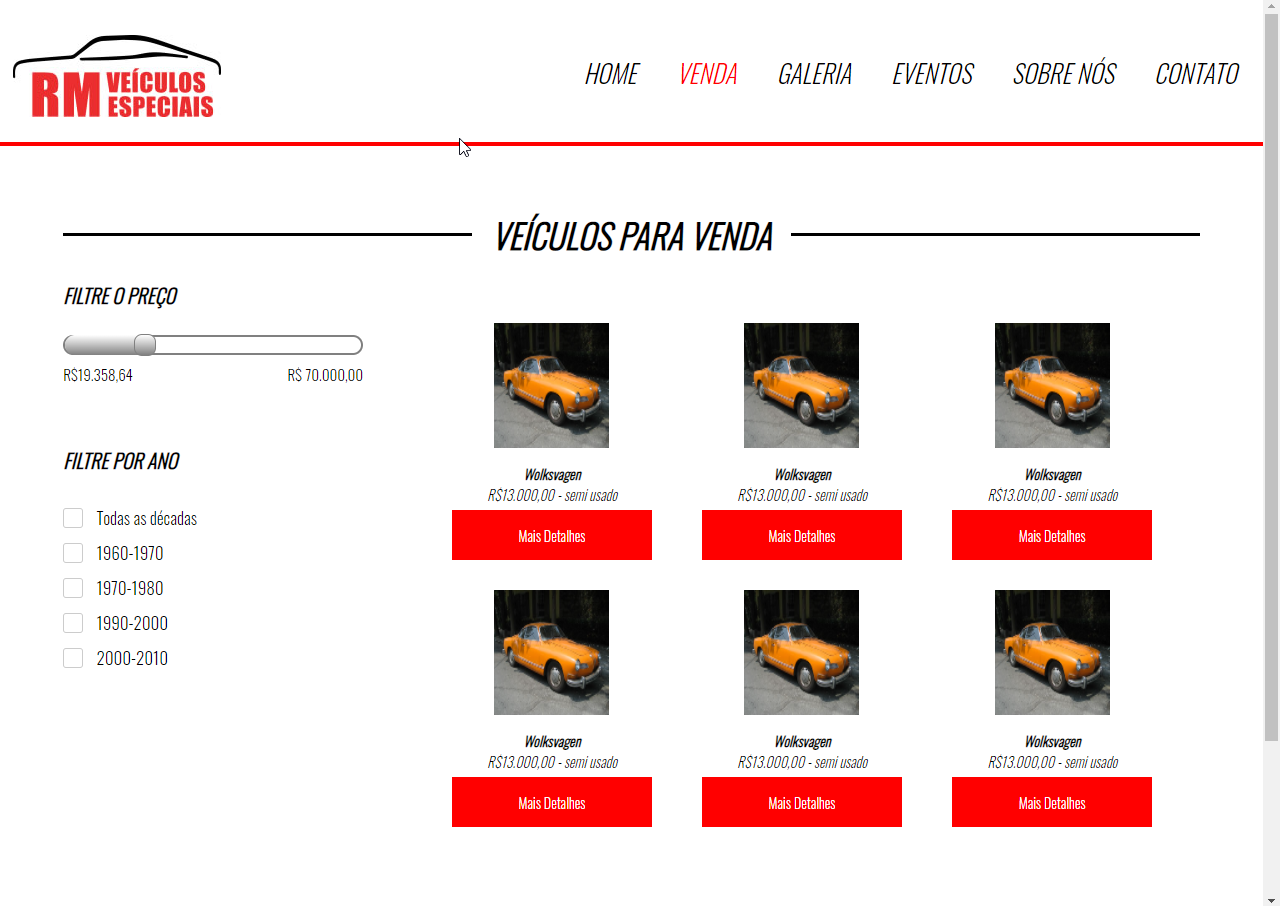 RM VEÍCULOS ESPECIAIS
HOME VENDA GALERIA EVENTOS SOBRE NÓS CONTATO
VEÍCULOS PARA VENDA
FILTRE O PREÇO
R$19.358,64 R$ 70.000,00
FILTRE POR ANO
Todas as décadas
1960-1970
1970-1980
1990-2000
2000-2010
Wolksvagen Wolksvagen Wolksvagen
R$13.000,00 - semi usado R$13.000,00 - semi usado R$13.000,00 - semi usado
Mais Detalhes Mais Detalhes Mais Detalhes
Wolksvagen Wolksvagen Wolksvagen
R$13.000,00 - semi usado R$13.000,00 - semi usado R$13.000,00 - semi usado
Mais Detalhes Mais Detalhes Mais Detalhes